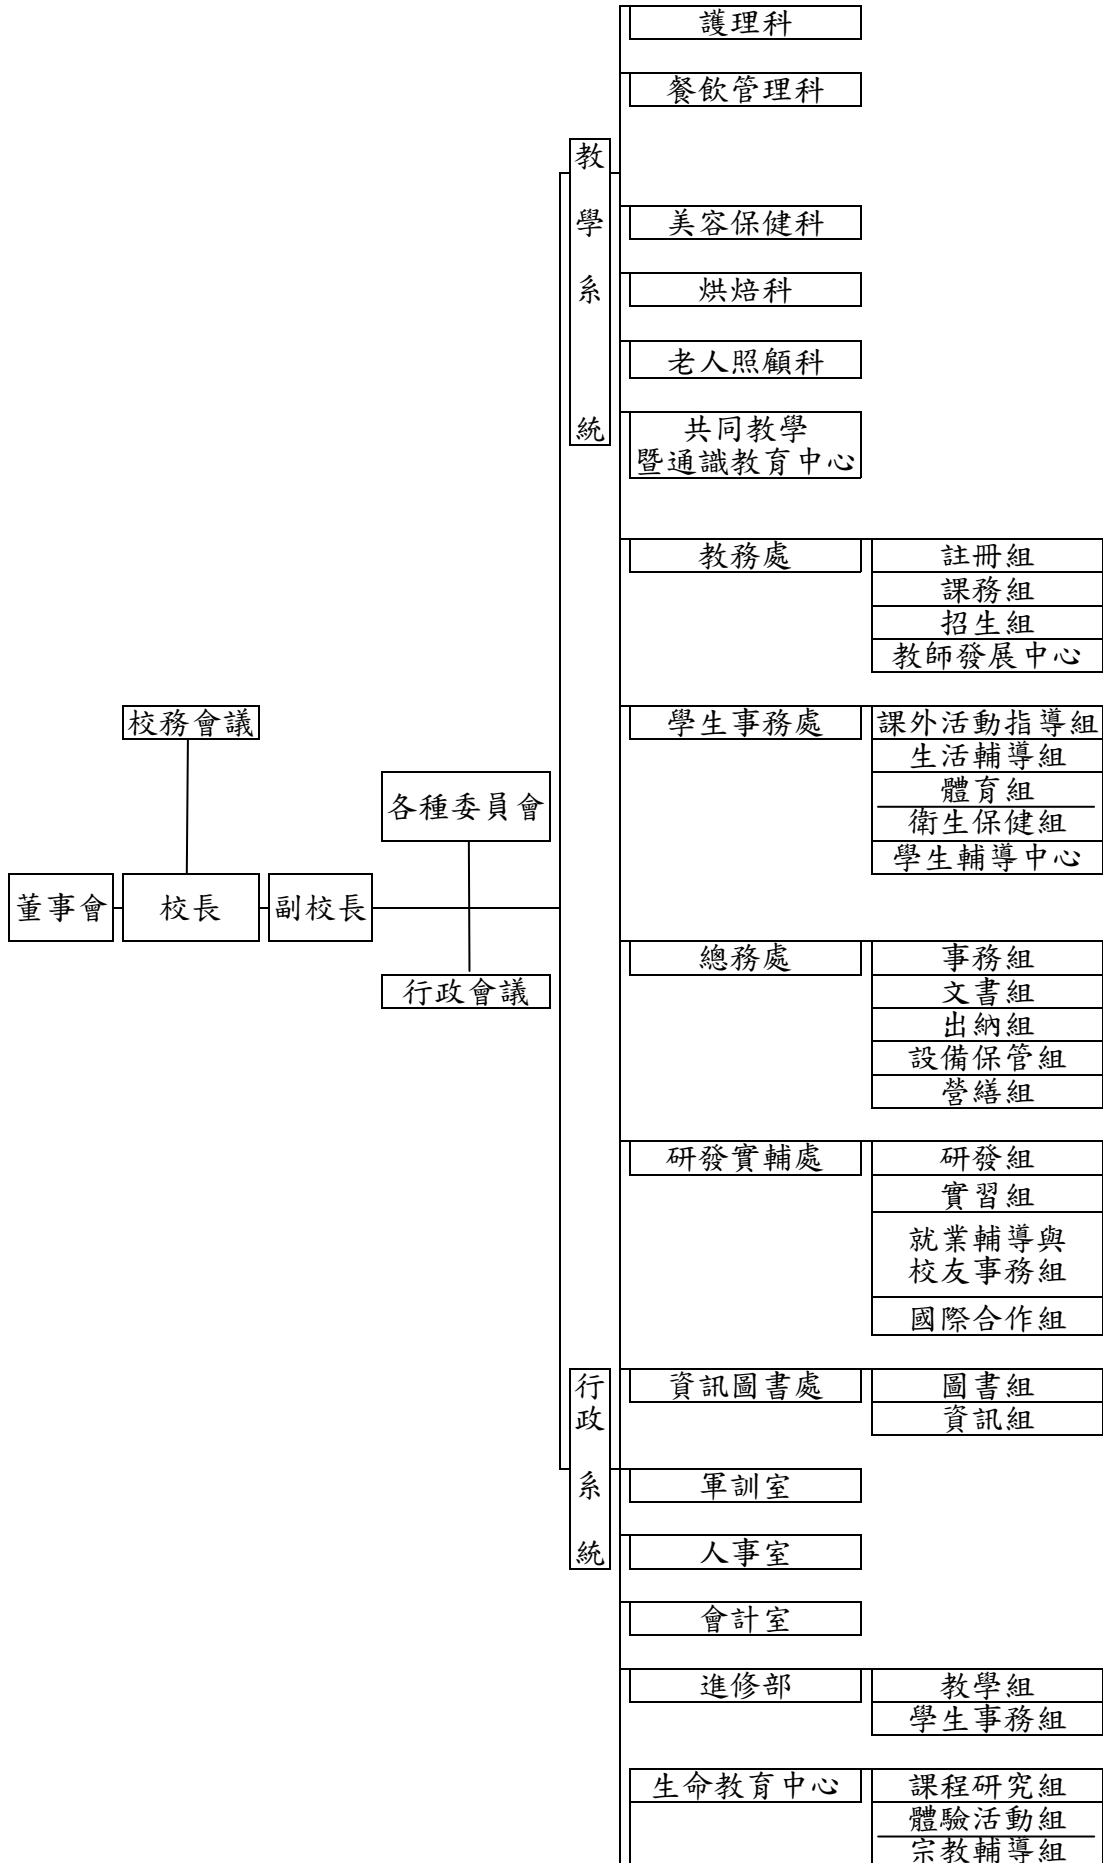 護理科
餐飲管理科
教學系統
美容保健科
烘焙科
老人照顧科
共同教學
暨通識教育中心
教務處
註冊組
課務組
招生組
教師發展中心
校務會議
學生事務處
課外活動指導組
生活輔導組
體育組
衛生保健組
學生輔導中心
各種委員會
董事會
校長
副校長
行政會議
總務處
事務組
文書組
出納組
設備保管組
營繕組
研發實輔處
研發組
實習組
就業輔導與
校友事務組
國際合作組
行政系統
資訊圖書處
圖書組
資訊組
軍訓室
人事室
會計室
進修部
教學組
學生事務組
生命教育中心
課程研究組
體驗活動組
宗教輔導組